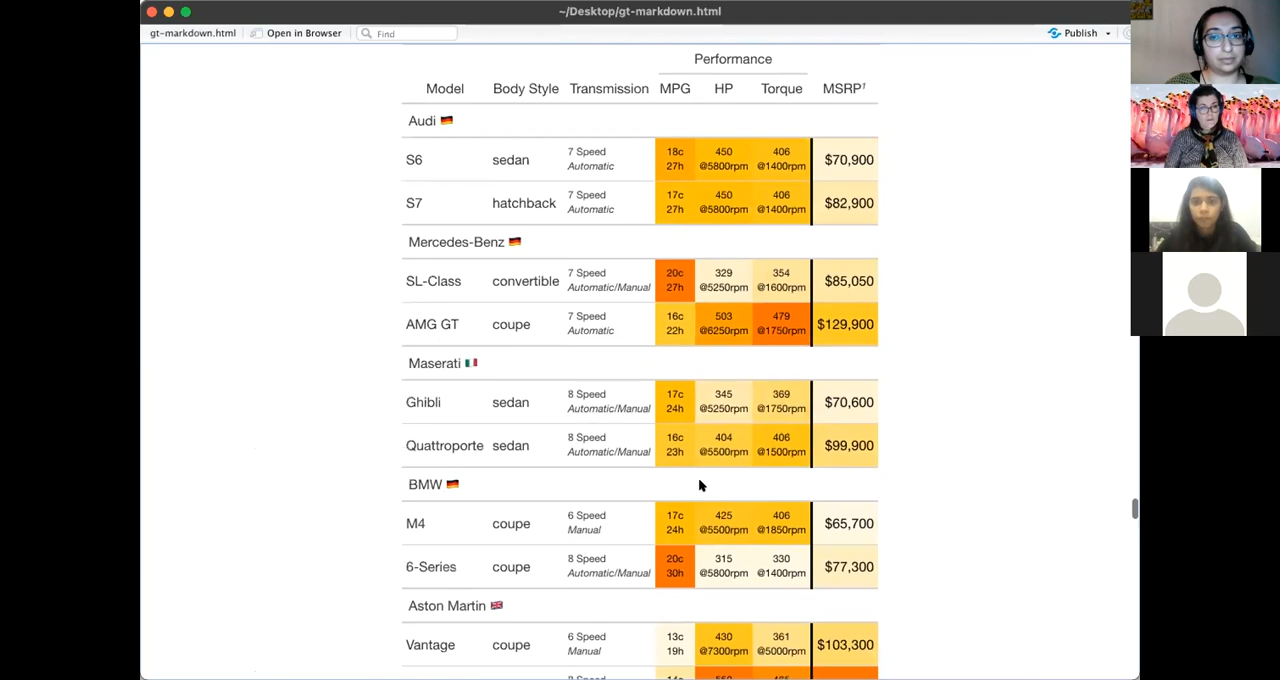 ~/Desktop/gt-markdown.html
gt-markdown.html Open in Browser Find Publish
Performance
Model Body Style Transmission MPG HP Torque MSRP¹
Audi 🇩🇪
S6 sedan 7 Speed Automatic 18c 27h 450 @5800rpm 406 @1400rpm $70,900
S7 hatchback 7 Speed Automatic 17c 27h 450 @5800rpm 406 @1400rpm $82,900
Mercedes-Benz 🇩🇪
SL-Class convertible 7 Speed Automatic/Manual 20c 27h 329 @5250rpm 354 @1600rpm $85,050
AMG GT coupe 7 Speed Automatic 16c 22h 503 @6250rpm 479 @1750rpm $129,900
Maserati 🇮🇹
Ghibli sedan 8 Speed Automatic/Manual 17c 24h 345 @5250rpm 369 @1750rpm $70,600
Quattroporte sedan 8 Speed Automatic/Manual 16c 23h 404 @5500rpm 406 @1500rpm $99,900
BMW 🇩🇪
M4 coupe 6 Speed Manual 17c 24h 425 @5500rpm 406 @1850rpm $65,700
6-Series coupe 8 Speed Automatic/Manual 20c 30h 315 @5800rpm 330 @1400rpm $77,300
Aston Martin 🇬🇧
Vantage coupe 6 Speed Manual 13c 19h 430 @7300rpm 361 @5000rpm $103,300